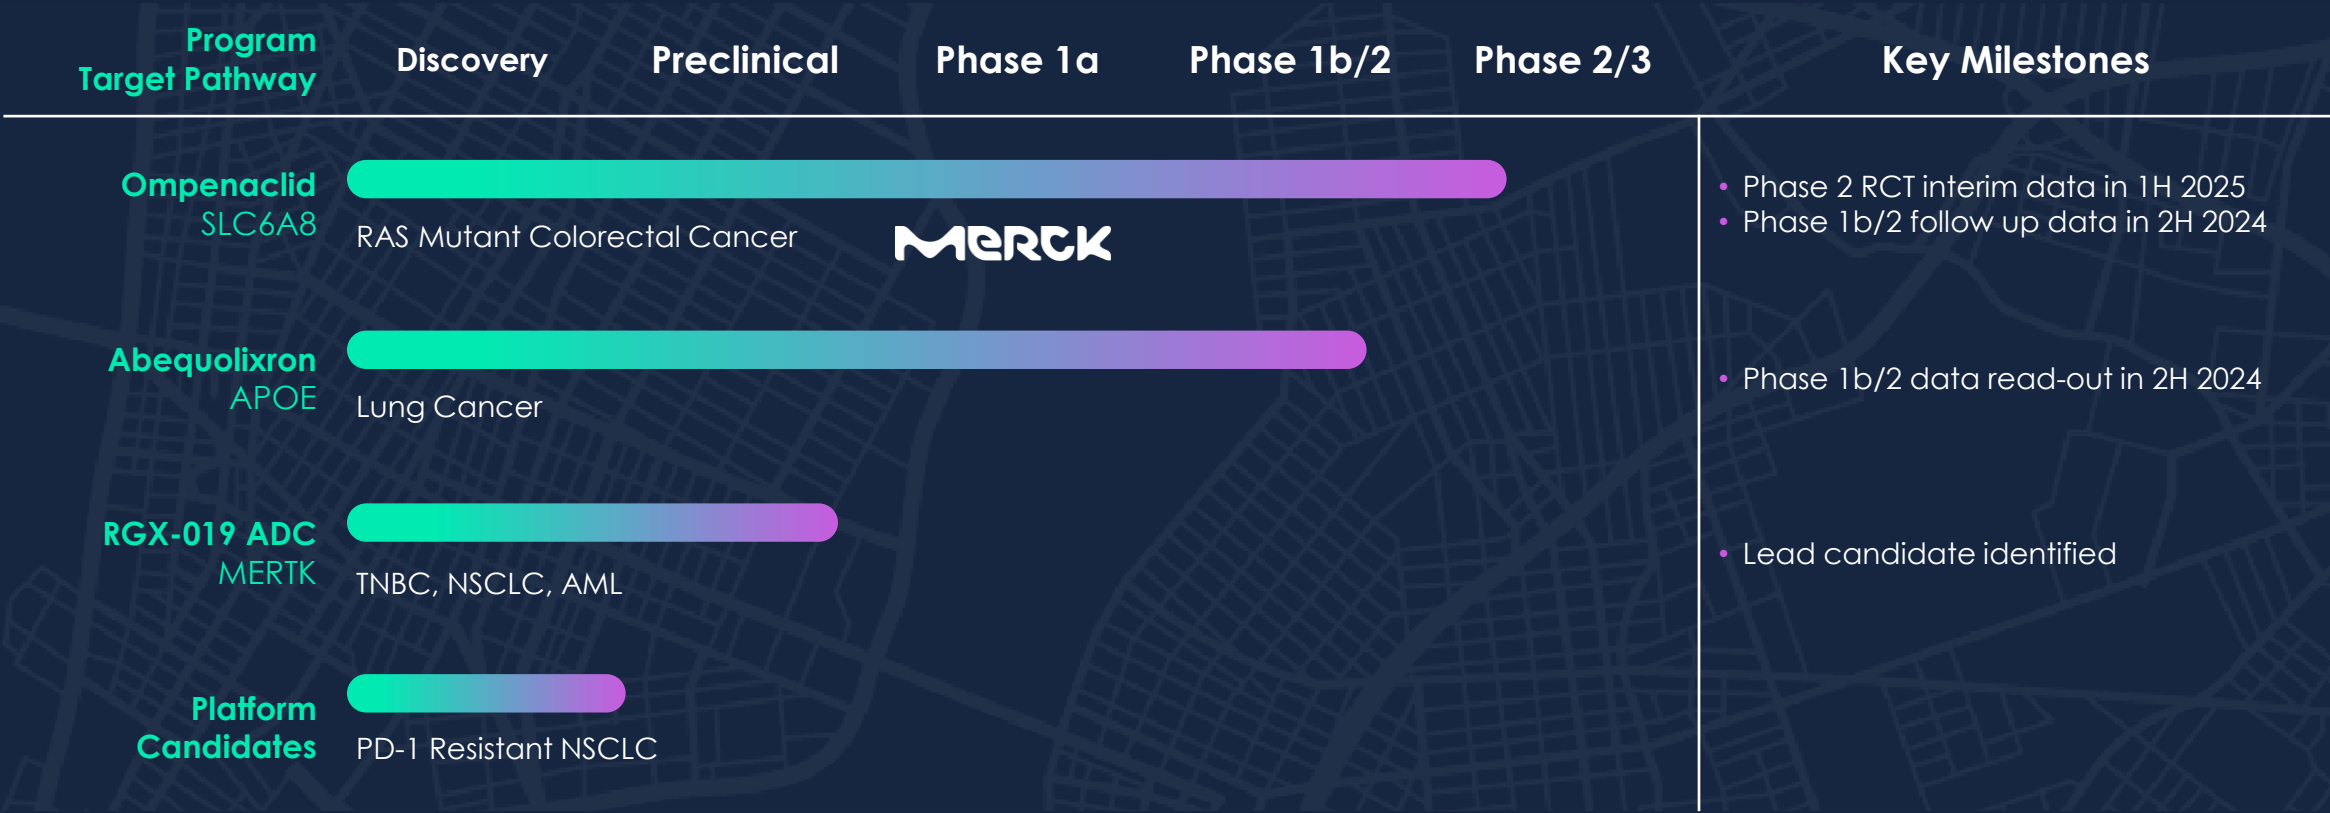 Program
Target Pathway
Discovery
Preclinical
Phase 1a
Phase 1b/2
Phase 2/3
Key Milestones
Ompenaclid
SLC6A8
RAS Mutant Colorectal Cancer
MERCK
• Phase 2 RCT interim data in 1H 2025
• Phase 1b/2 follow up data in 2H 2024
Abequolixron
APOE
Lung Cancer
• Phase 1b/2 data read-out in 2H 2024
RGX-019 ADC
MERTK
TNBC, NSCLC, AML
• Lead candidate identified
Platform
Candidates
PD-1 Resistant NSCLC